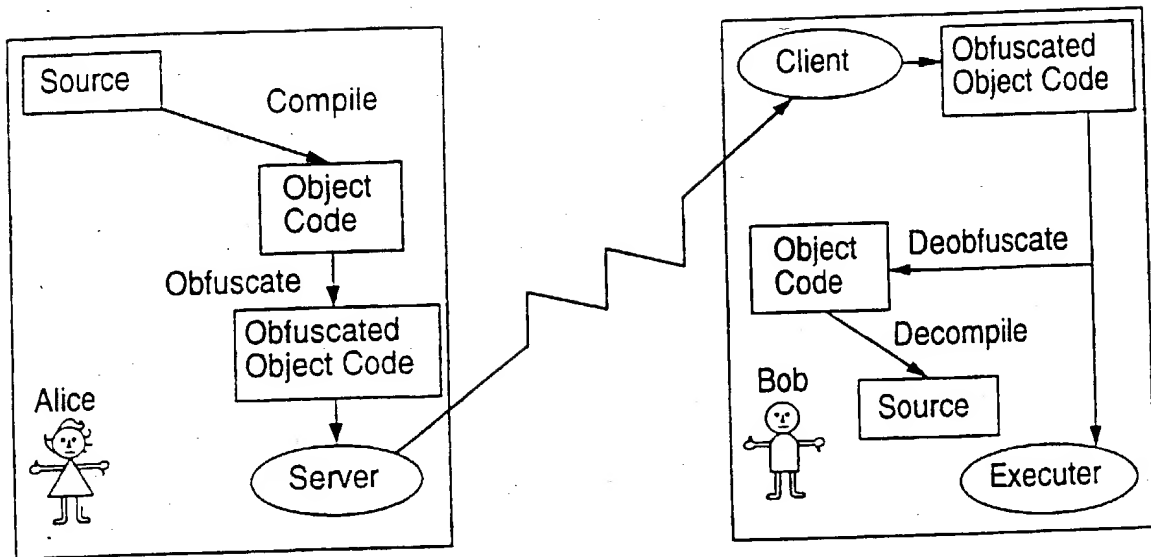 Source
Compile
Object
Code
Obfuscate
Obfuscated
Object Code
Alice
Server
Client
Obfuscated
Object Code
Object
Code
Deobfuscate
Decompile
Bob
Source
Executer